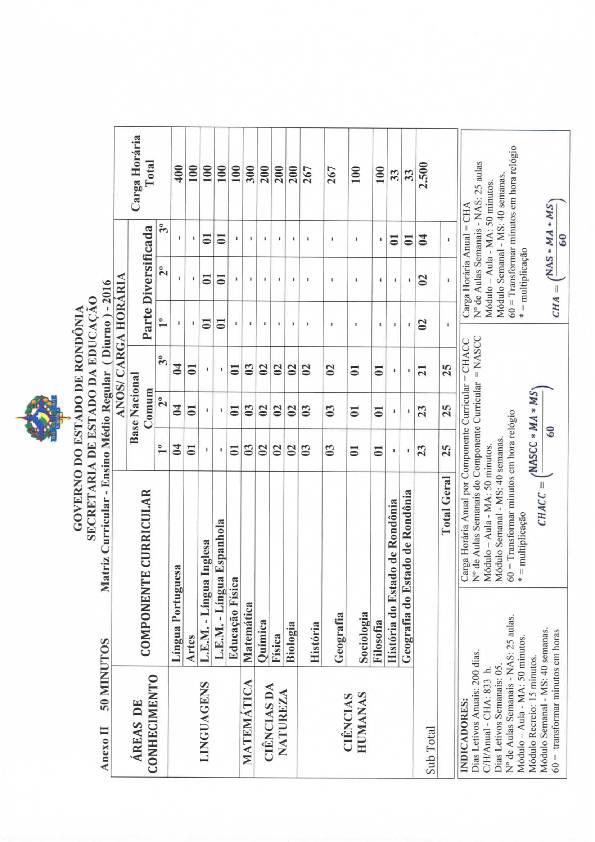 GOVERNO DO ESTADO DE RONDÔNIA
SECRETARIA DE ESTADO DA EDUCAÇÃO
Anexo II 50 MINUTOS Matriz Curricular - Ensino Médio Regular ( Diurno ) - 2016
ÁREAS DE CONHECIMENTO COMPONENTE CURRICULAR ANOS/ CARGA HORÁRIA Carga Horária Total
Base Nacional Comum Parte Diversificada
1º 2º 3º 1º 2º 3º
LINGUAGENS Língua Portuguesa 04 04 04 - - - 400
Artes 01 01 01 - - - 100
L.E.M. - Língua Inglesa - - - 01 01 01 100
L.E.M. - Língua Espanhola - - - 01 01 01 100
Educação Física 01 01 01 - - - 100
MATEMÁTICA Matemática 03 03 03 - - - 300
CIÊNCIAS DA NATUREZA Química 02 02 02 - - - 200
Física 02 02 02 - - - 200
Biologia 02 02 02 - - - 200
CIÊNCIAS HUMANAS História 03 03 02 - - - 267
Geografia 03 03 02 - - - 267
Sociologia 01 01 01 - - - 100
Filosofia 01 01 01 - - - 100
História do Estado de Rondônia - - - - - 01 33
Geografia do Estado de Rondônia - - - - - 01 33
Sub Total 23 23 21 02 02 04 2.500
Total Geral 25 25 25 - - - -
INDICADORES:
Dias Letivos Anuais: 200 dias.
C/H/Anual - CHA: 833 h.
Dias Letivos Semanais: 05.
Nº de Aulas Semanais - NAS: 25 aulas.
Módulo – Aula - MA: 50 minutos.
Módulo Recreio: 15 minutos.
Módulo Semanal - MS: 40 semanas.
60 = transformar minutos em horas
Carga Horária Anual por Componente Curricular = CHACC
Nº de Aulas Semanais do Componente Curricular = NASCC
Módulo – Aula - MA: 50 minutos.
Módulo Semanal - MS: 40 semanas.
60 = Transformar minutos em hora relógio
* = multiplicação
CHACC = (NASCC * MA * MS)
60
Carga Horária Anual = CHA
Nº de Aulas Semanais - NAS: 25 aulas
Módulo – Aula - MA: 50 minutos.
Módulo Semanal - MS: 40 semanas.
60 = Transformar minutos em hora relógio
* = multiplicação
CHA = (NAS * MA * MS)
60